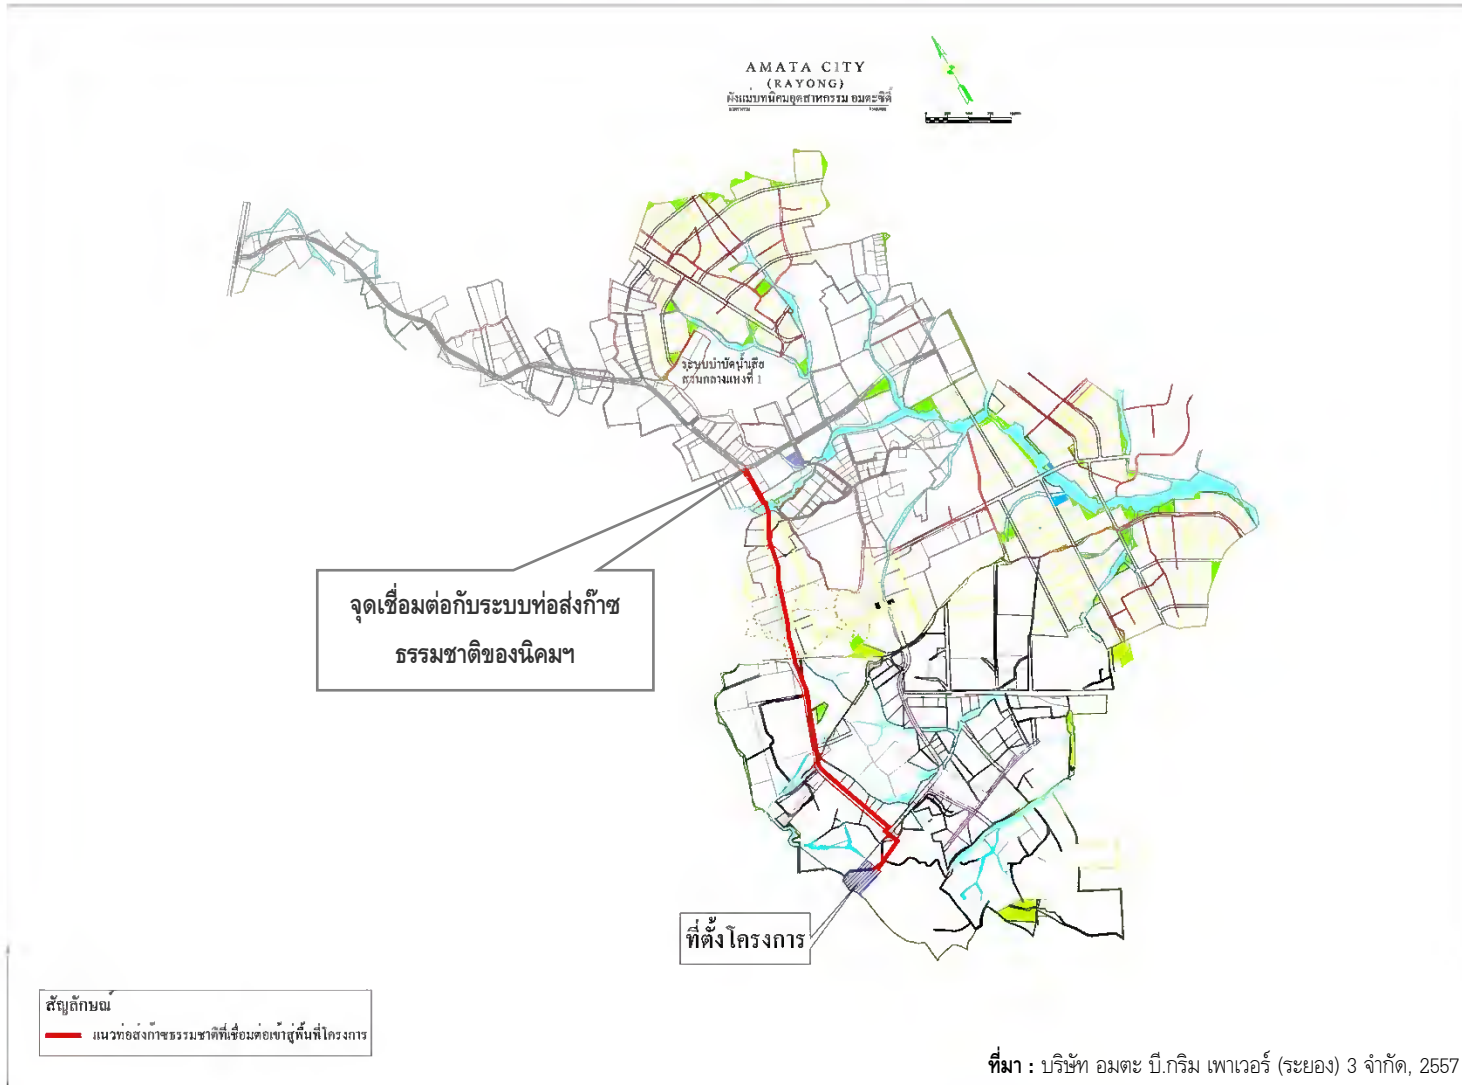 AMATA CITY
(RAYONG)
ผังแม่บทนิคมอุตสาหกรรม อมตะซิตี้
ระบบบำบัดน้ำเสีย
ส่วนกลางแห่งที่ 1
จุดเชื่อมต่อกับระบบท่อส่งก๊าซ
ธรรมชาติของนิคมฯ
ที่ตั้งโครงการ
สัญลักษณ์
แนวท่อส่งก๊าซธรรมชาติที่เชื่อมต่อเข้าสู่พื้นที่โครงการ
ที่มา : บริษัท อมตะ บี.กริม เพาเวอร์ (ระยอง) 3 จำกัด, 2557